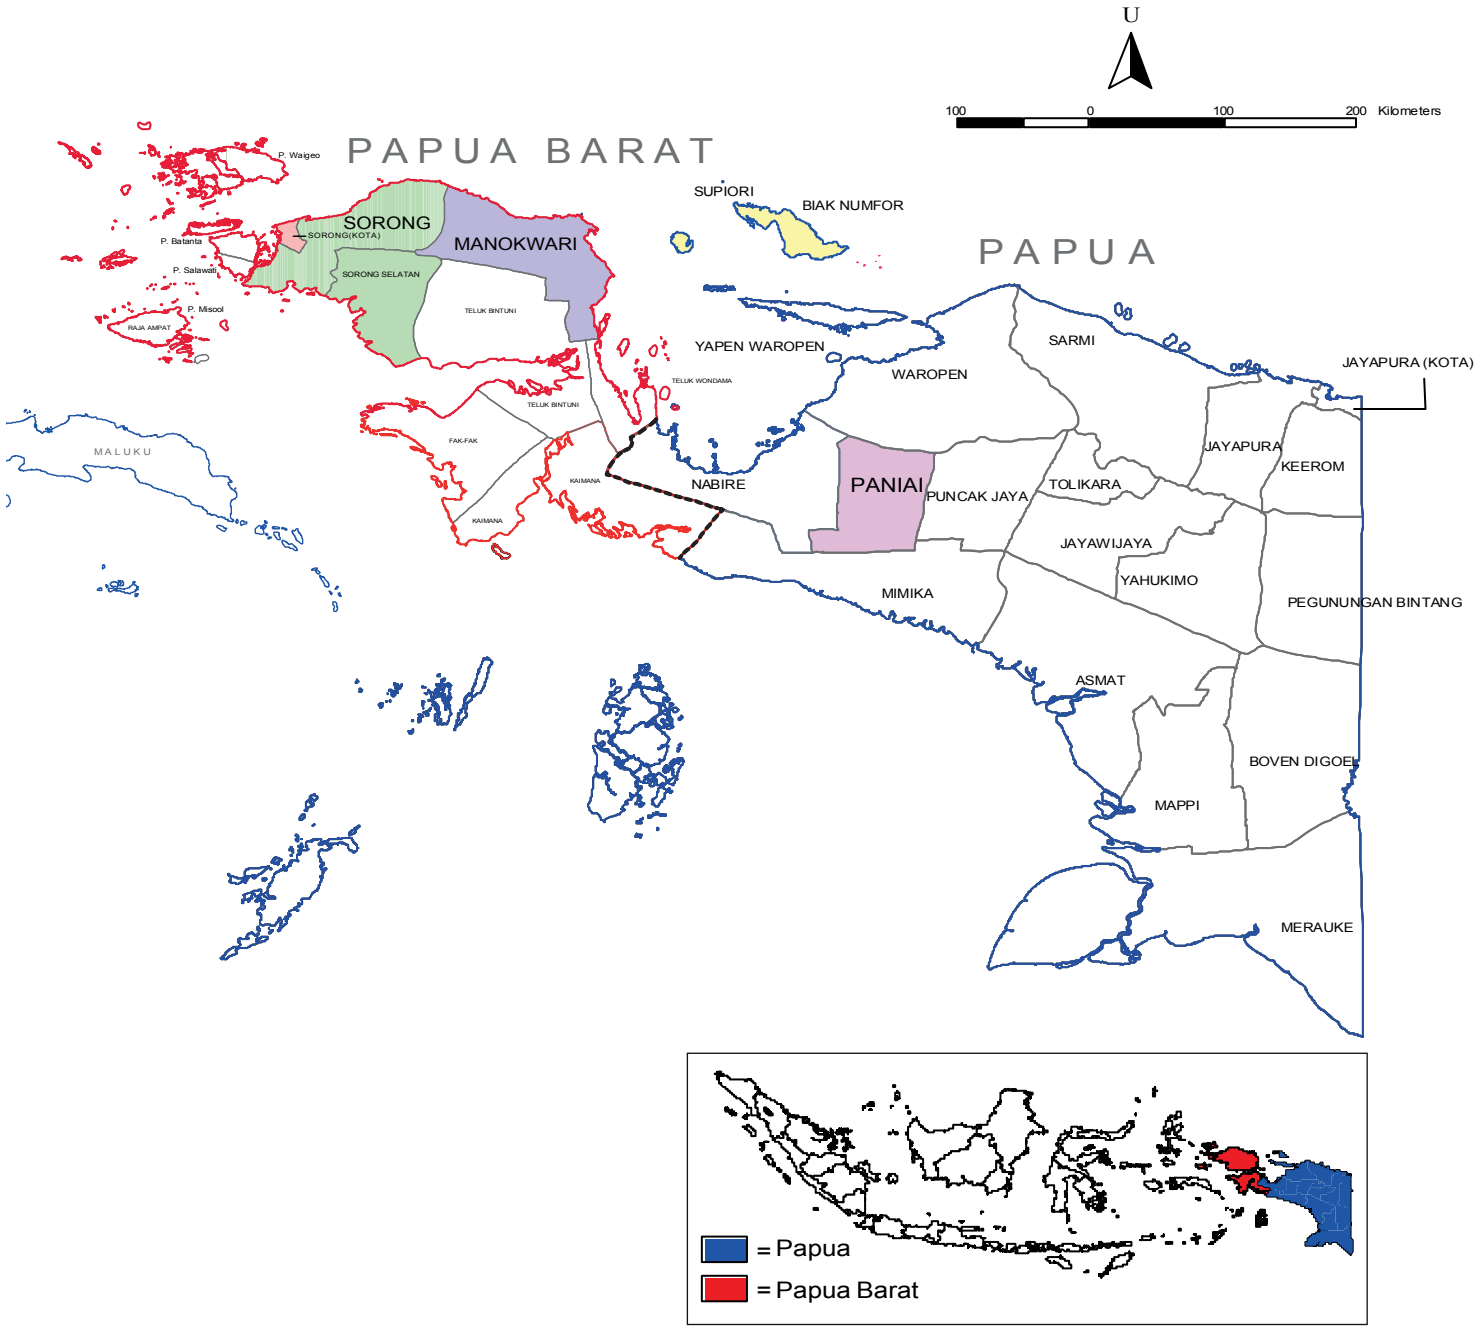 U
100 0 100 200 Kilometers
PAPUA BARAT
P. Waigeo
SUPIORI
BIAK NUMFOR
SORONG
SORONG(KOTA)
MANOKWARI
P. Batanta
PAPUA
P. Salawati
SORONG SELATAN
P. Misool
TELUK BINTUNI
RAJA AMPAT
YAPEN WAROPEN
SARMI
JAYAPURA (KOTA)
WAROPEN
TELUK WONDAMA
TELUK BINTUNI
FAK-FAK
MALUKU
JAYAPURA
KEEROM
KAIMANA
NABIRE
PANIAI
PUNCAK JAYA
TOLIKARA
KAIMANA
JAYAWIJAYA
YAHUKIMO
MIMIKA
PEGUNUNGAN BINTANG
ASMAT
BOVEN DIGOEL
MAPPI
MERAUKE
= Papua
= Papua Barat